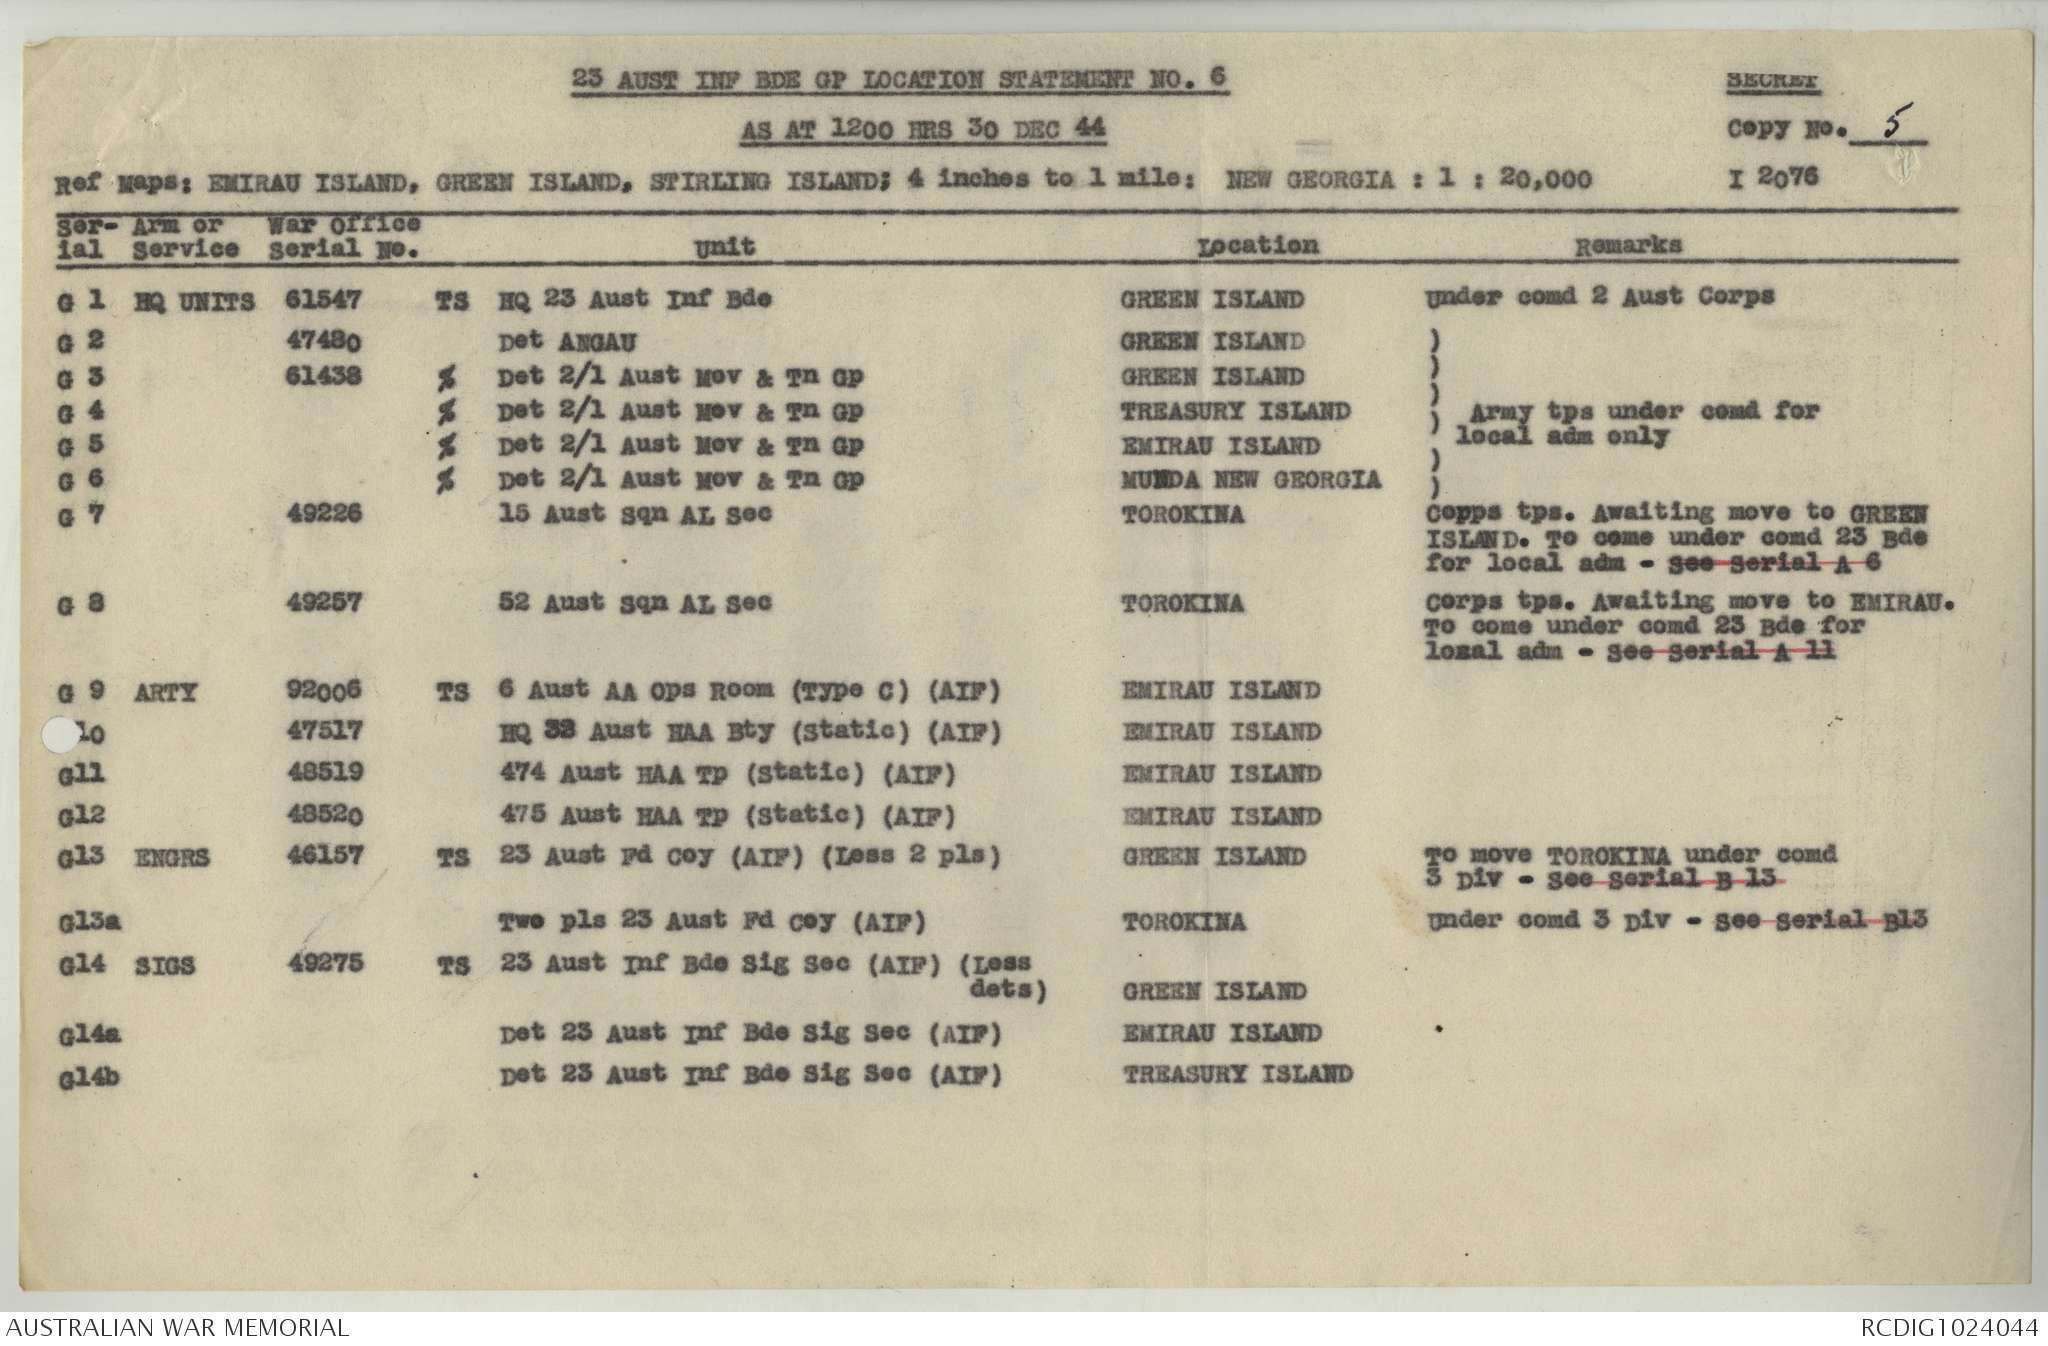 23 AUST INF BDE GP LOCATION STATEMENT NO. 6
SECRET
AS AT 1200 HRS 30 DEC 44
Copy No. 5
Ref Maps: EMIRAU ISLAND, GREEN ISLAND, STIRLING ISLAND; 4 inches to 1 mile: NEW GEORGIA : 1 : 20,000
I 2076
Ser- Arm or War Office
ial Service Serial No. Unit Location Remarks
G 1 HQ UNITS 61547 TS HQ 23 Aust Inf Bde GREEN ISLAND Under comd 2 Aust Corps
G 2 47480 Det ANGAU GREEN ISLAND )
G 3 61438 % Det 2/1 Aust Mov & Tn Gp GREEN ISLAND )
)
G 4 % Det 2/1 Aust Mov & Tn Gp TREASURY ISLAND ) Army tps under comd for
local adm only
G 5 % Det 2/1 Aust Mov & Tn Gp EMIRAU ISLAND
)
G 6 % Det 2/1 Aust Mov & Tn Gp MUNDA NEW GEORGIA )
G 7 49226 15 Aust Sqn AL Sec TOROKINA Copps tps. Awaiting move to GREEN
ISLAND. To come under comd 23 Bde
for local adm - See Serial A 6
G 8 49257 52 Aust Sqn AL Sec TOROKINA Corps tps. Awaiting move to EMIRAU.
To come under comd 23 Bde for
local adm - See Serial A 11
G 9 ARTY 92006 TS 6 Aust AA Ops Room (Type C) (AIF) EMIRAU ISLAND
10 47517 HQ 32 Aust HAA Bty (Static) (AIF) EMIRAU ISLAND
G11 48519 474 Aust HAA Tp (Static) (AIF) EMIRAU ISLAND
G12 48520 475 Aust HAA Tp (Static) (AIF) EMIRAU ISLAND
G13 ENGRS 46157 TS 23 Aust Fd Coy (AIF) (Less 2 pls) GREEN ISLAND To move TOROKINA under comd
3 Div - See Serial B 13
G13a Two pls 23 Aust Fd Coy (AIF) TOROKINA Under comd 3 Div - See Serial B13
G14 SIGS 49275 TS 23 Aust Inf Bde Sig Sec (AIF) (Less
dets) GREEN ISLAND
G14a Det 23 Aust Inf Bde Sig Sec (AIF) EMIRAU ISLAND
G14b Det 23 Aust Inf Bde Sig Sec (AIF) TREASURY ISLAND
AUSTRALIAN WAR MEMORIAL
RCDIG1024044